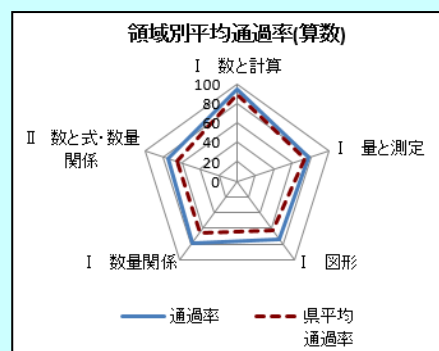 領域別平均通過率(算数)
Ⅰ 数と計算
100
80
60
40
20
0
Ⅱ 数と式・数量
関係
Ⅰ 量と測定
Ⅰ 数量関係
Ⅰ 図形
通過率
県平均
通過率